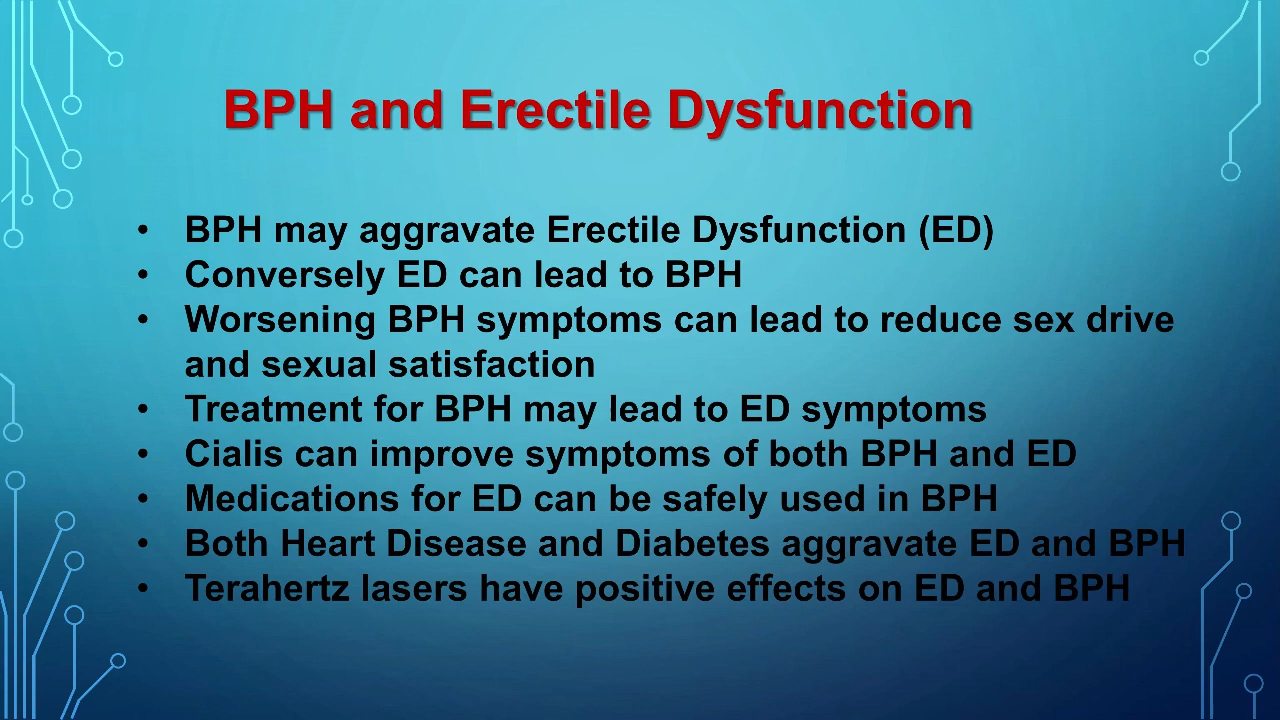 BPH and Erectile Dysfunction
• BPH may aggravate Erectile Dysfunction (ED)
• Conversely ED can lead to BPH
• Worsening BPH symptoms can lead to reduce sex drive
and sexual satisfaction
• Treatment for BPH may lead to ED symptoms
• Cialis can improve symptoms of both BPH and ED
• Medications for ED can be safely used in BPH
• Both Heart Disease and Diabetes aggravate ED and BPH
• Terahertz lasers have positive effects on ED and BPH